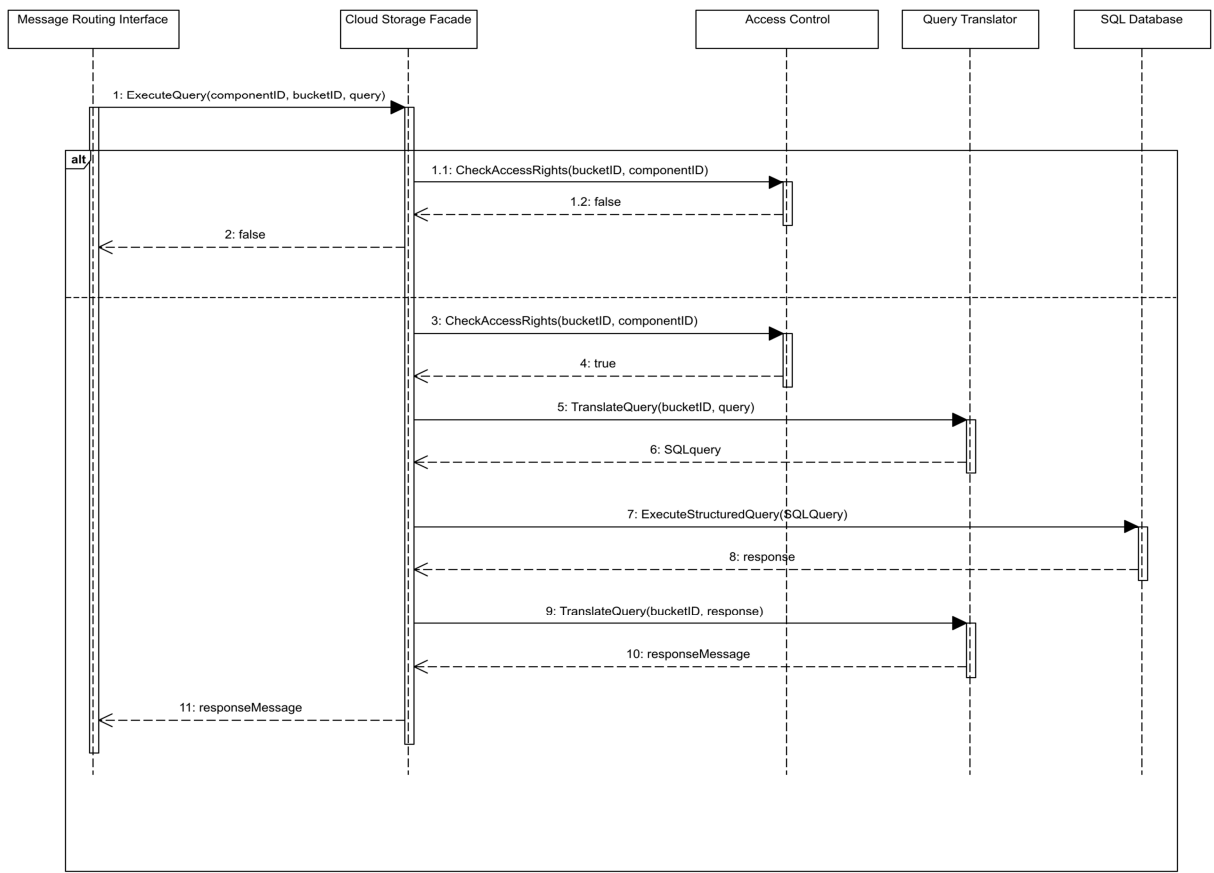 Message Routing Interface
Cloud Storage Facade
Access Control
Query Translator
SQL Database
1: ExecuteQuery(componentID, bucketID, query)
alt
1.1: CheckAccessRights(bucketID, componentID)
1.2: false
2: false
3: CheckAccessRights(bucketID, componentID)
4: true
5: TranslateQuery(bucketID, query)
6: SQLquery
7: ExecuteStructuredQuery(SQLQuery)
8: response
9: TranslateQuery(bucketID, response)
10: responseMessage
11: responseMessage